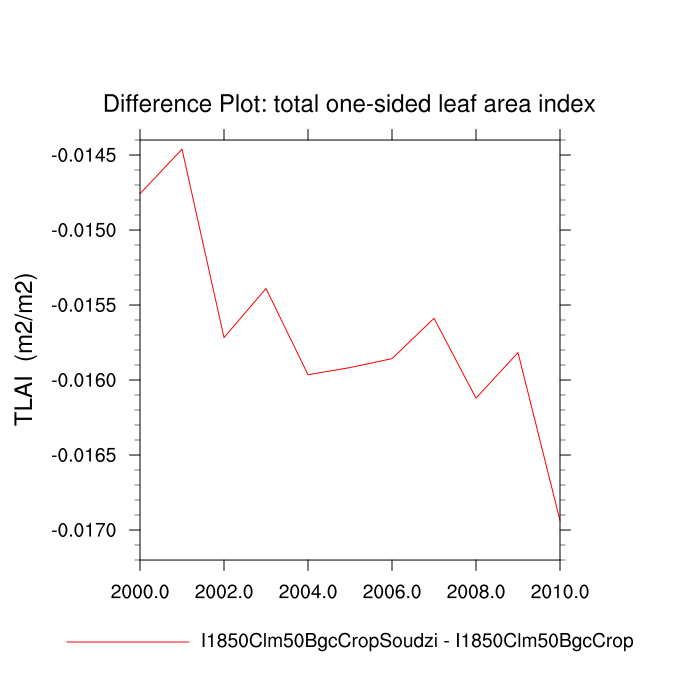 Difference Plot: total one-sided leaf area index
-0.0145
-0.0150
-0.0155
-0.0160
-0.0165
-0.0170
TLAI (m2/m2)
2000.0 2002.0 2004.0 2006.0 2008.0 2010.0
I1850Clm50BgcCropSoudzi - I1850Clm50BgcCrop